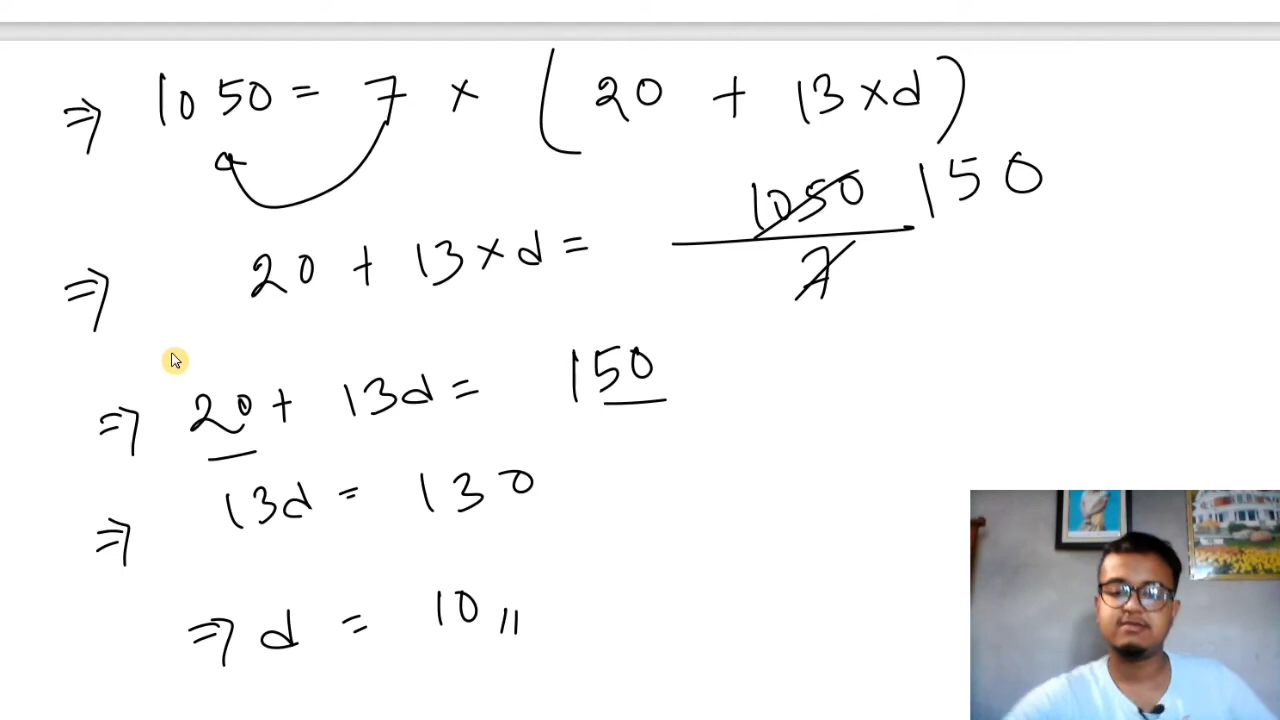 ⇒ 1050 = 7 × (20 + 13 × d)
⇒ 20 + 13 × d = 1050/7 150
⇒ 20 + 13d = 150
⇒ 13d = 130
⇒ d = 10 〃